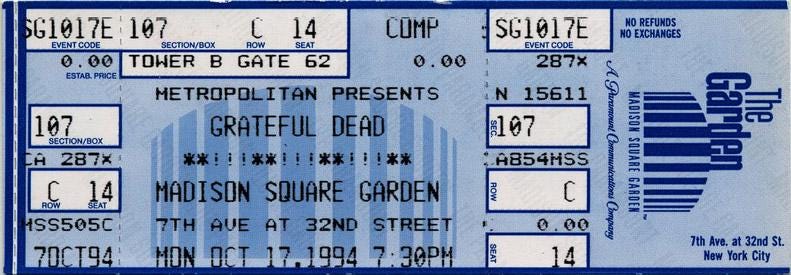 SG1017E 107 C 14 COMP SG1017E
EVENT CODE SECTION/BOX ROW SEAT EVENT CODE
0.00 TOWER B GATE 62 0.00 287X
ESTAB. PRICE
METROPOLITAN PRESENTS N 15611
107 GRATEFUL DEAD SEC. 107
SECTION/BOX
CA 287X **!!!**!!!**!!!** CA854MSS
C 14 MADISON SQUARE GARDEN ROW C
ROW SEAT
MSS505C 7TH AVE AT 32ND STREET 0.00
7OCT94 MON OCT 17,1994 7:30PM SEAT 14
NO REFUNDS
NO EXCHANGES
The
Garden
MADISON SQUARE GARDEN™
A Paramount Communications Company
7th Ave. at 32nd St.
New York City